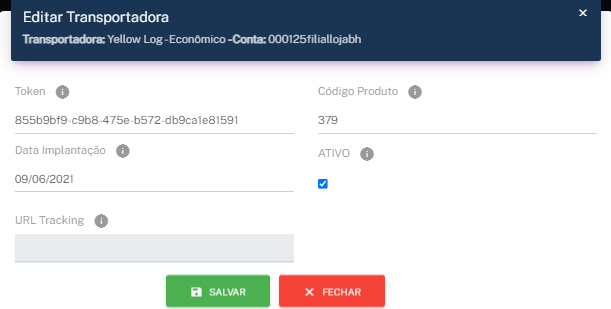 Editar Transportadora
×
Transportadora: Yellow Log - Econômico - Conta: 000125filiallojabh
Token
Código Produto
855b9bf9-c9b8-475e-b572-db9ca1e81591
379
Data Implantação
ATIVO
09/06/2021
URL Tracking
SALVAR
FECHAR